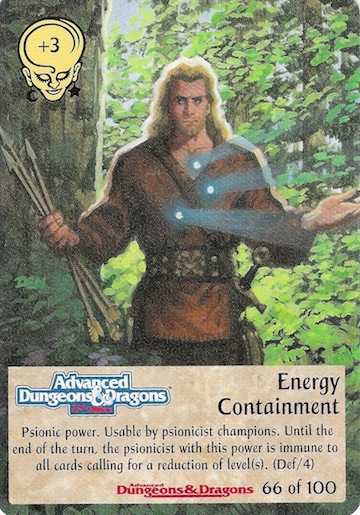 +3
Advanced
Dungeons & Dragons
Energy
Containment
Psionic power. Usable by psionicist champions. Until the
end of the turn, the psionicist with this power is immune to
all cards calling for a reduction of level(s). (Def/4)
Advanced
Dungeons & Dragons 66 of 100